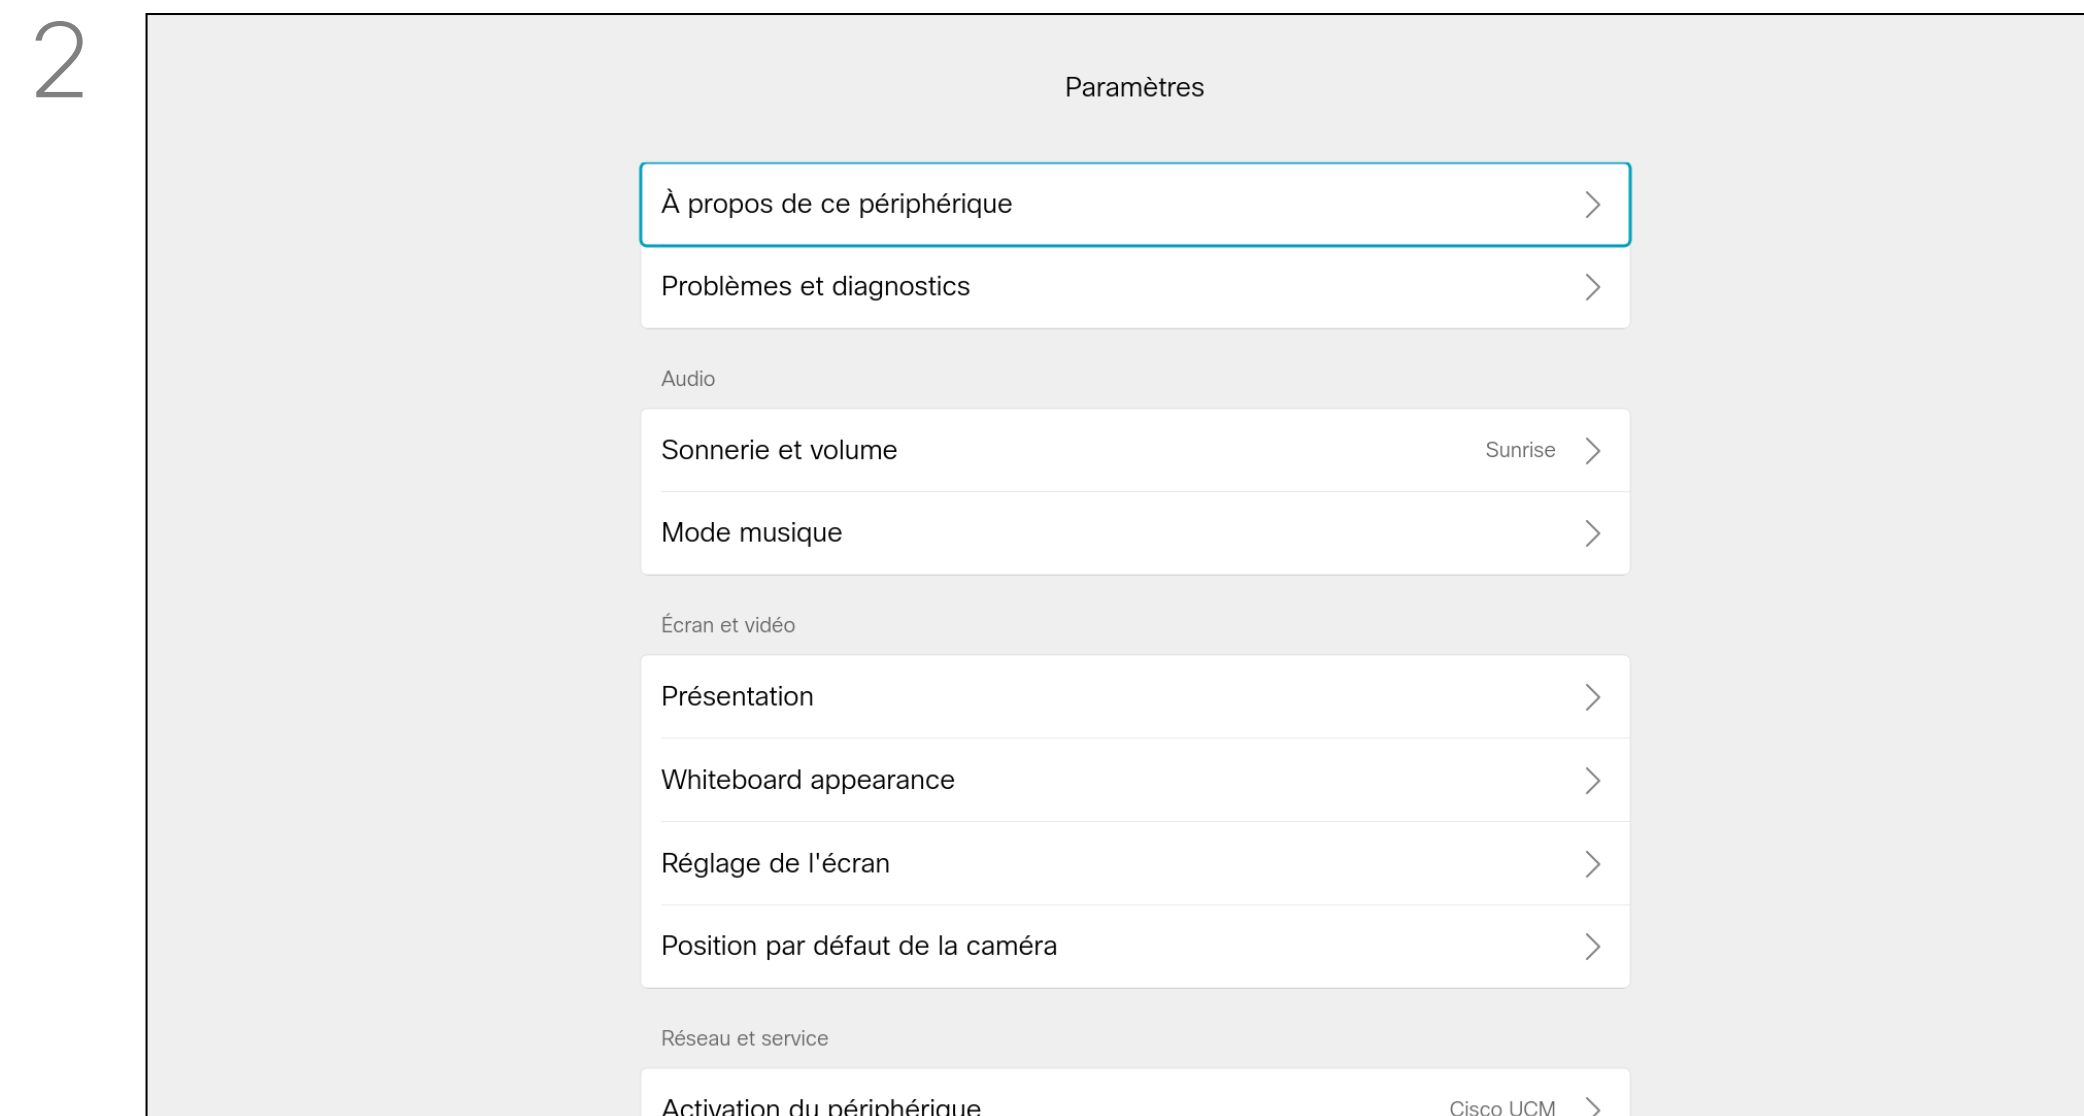 2
Paramètres
À propos de ce périphérique
Problèmes et diagnostics
Audio
Sonnerie et volume Sunrise
Mode musique
Écran et vidéo
Présentation
Whiteboard appearance
Réglage de l'écran
Position par défaut de la caméra
Réseau et service
Activation du périphérique Cisco UCM